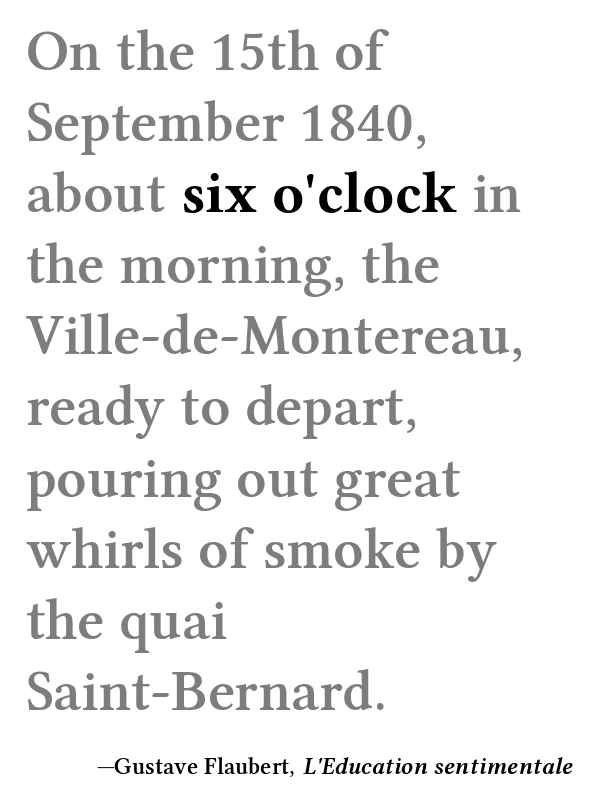 On the 15th of
September 1840,
about six o'clock in
the morning, the
Ville-de-Montereau,
ready to depart,
pouring out great
whirls of smoke by
the quai
Saint-Bernard.
—Gustave Flaubert, L'Education sentimentale